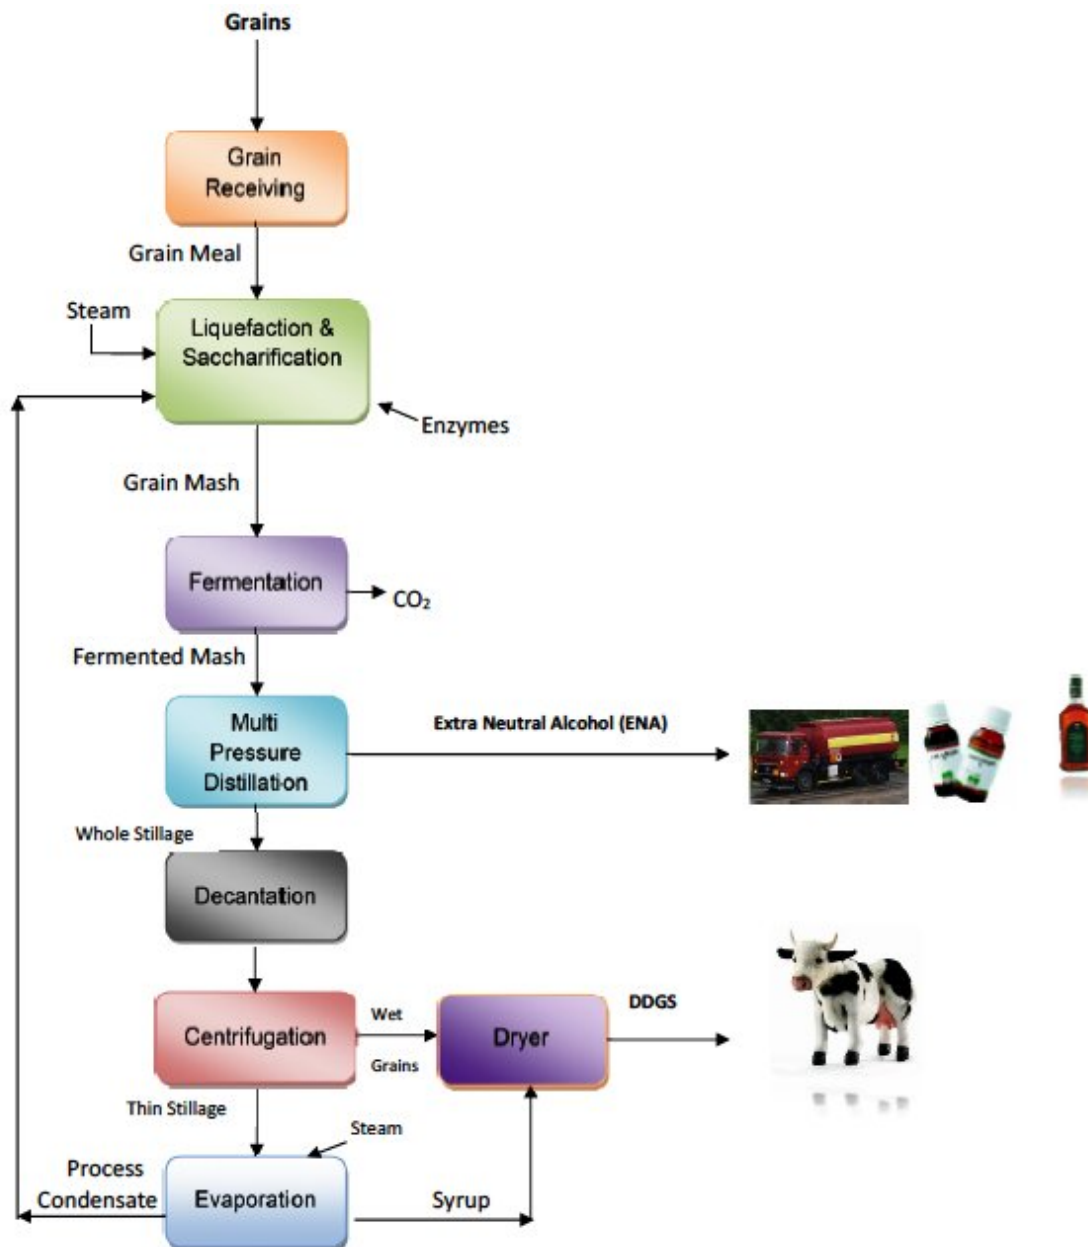 Grains
Grain
Receiving
Grain Meal
Steam
Liquefaction &
Saccharification
Enzymes
Grain Mash
Fermentation
CO₂
Fermented Mash
Multi
Pressure
Distillation
Extra Neutral Alcohol (ENA)
Whole Stillage
Decantation
Centrifugation
Wet
Grains
Dryer
DDGS
Thin Stillage
Steam
Process
Condensate
Evaporation
Syrup